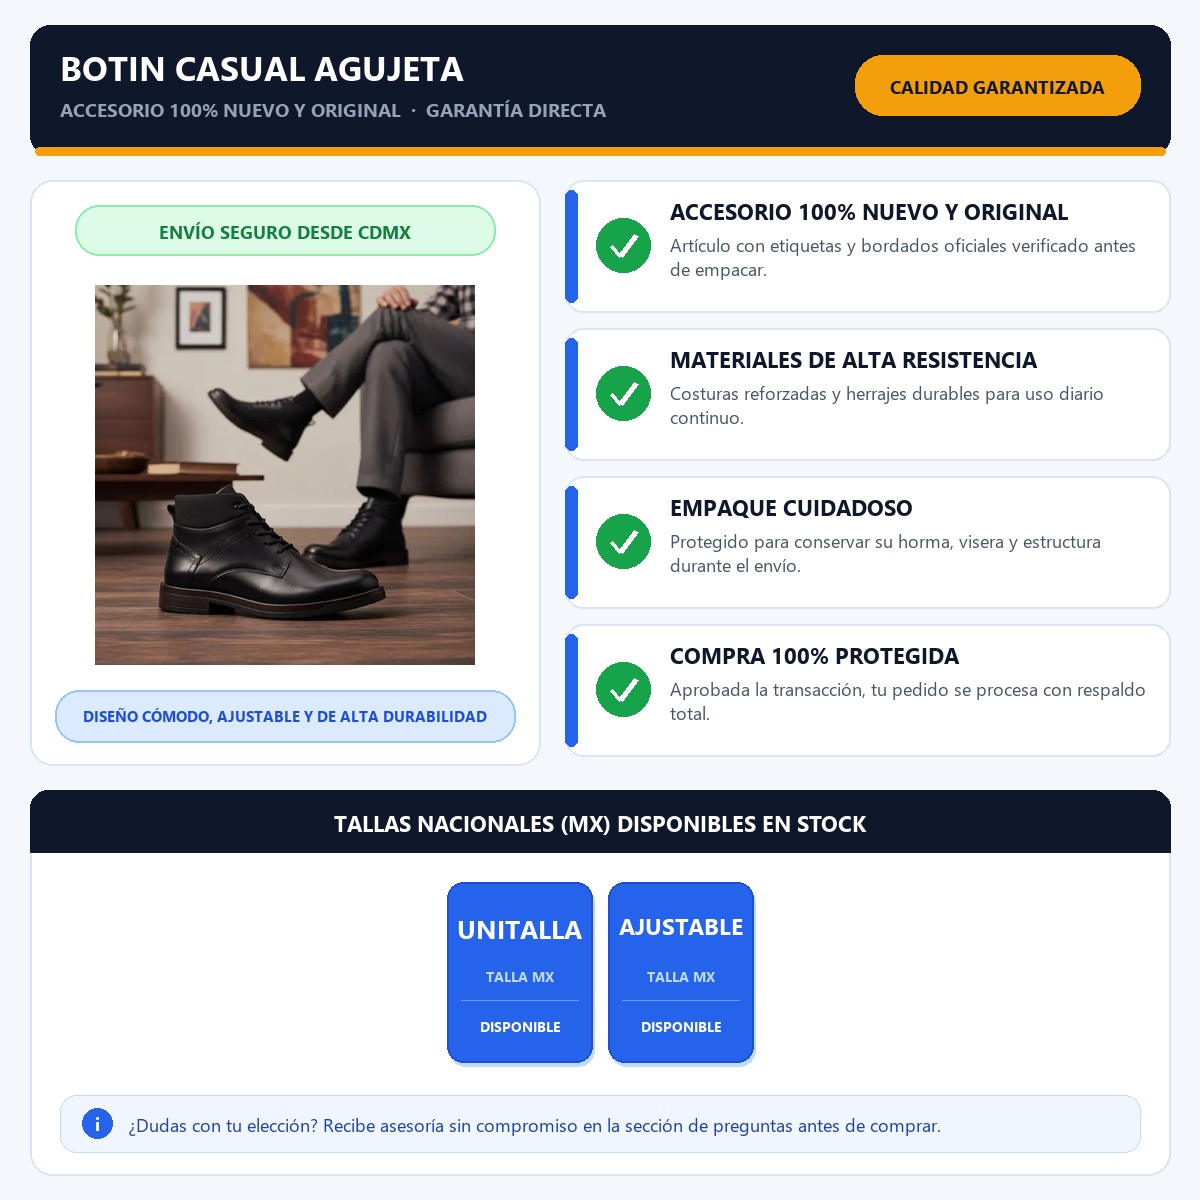 BOTIN CASUAL AGUJETA
ACCESORIO 100% NUEVO Y ORIGINAL · GARANTÍA DIRECTA
CALIDAD GARANTIZADA
ENVÍO SEGURO DESDE CDMX
DISEÑO CÓMODO, AJUSTABLE Y DE ALTA DURABILIDAD
ACCESORIO 100% NUEVO Y ORIGINAL
Artículo con etiquetas y bordados oficiales verificado antes
de empacar.
MATERIALES DE ALTA RESISTENCIA
Costuras reforzadas y herrajes durables para uso diario
continuo.
EMPAQUE CUIDADOSO
Protegido para conservar su horma, visera y estructura
durante el envío.
COMPRA 100% PROTEGIDA
Aprobada la transacción, tu pedido se procesa con respaldo
total.
TALLAS NACIONALES (MX) DISPONIBLES EN STOCK
UNITALLA
TALLA MX
DISPONIBLE
AJUSTABLE
TALLA MX
DISPONIBLE
¿Dudas con tu elección? Recibe asesoría sin compromiso en la sección de preguntas antes de comprar.